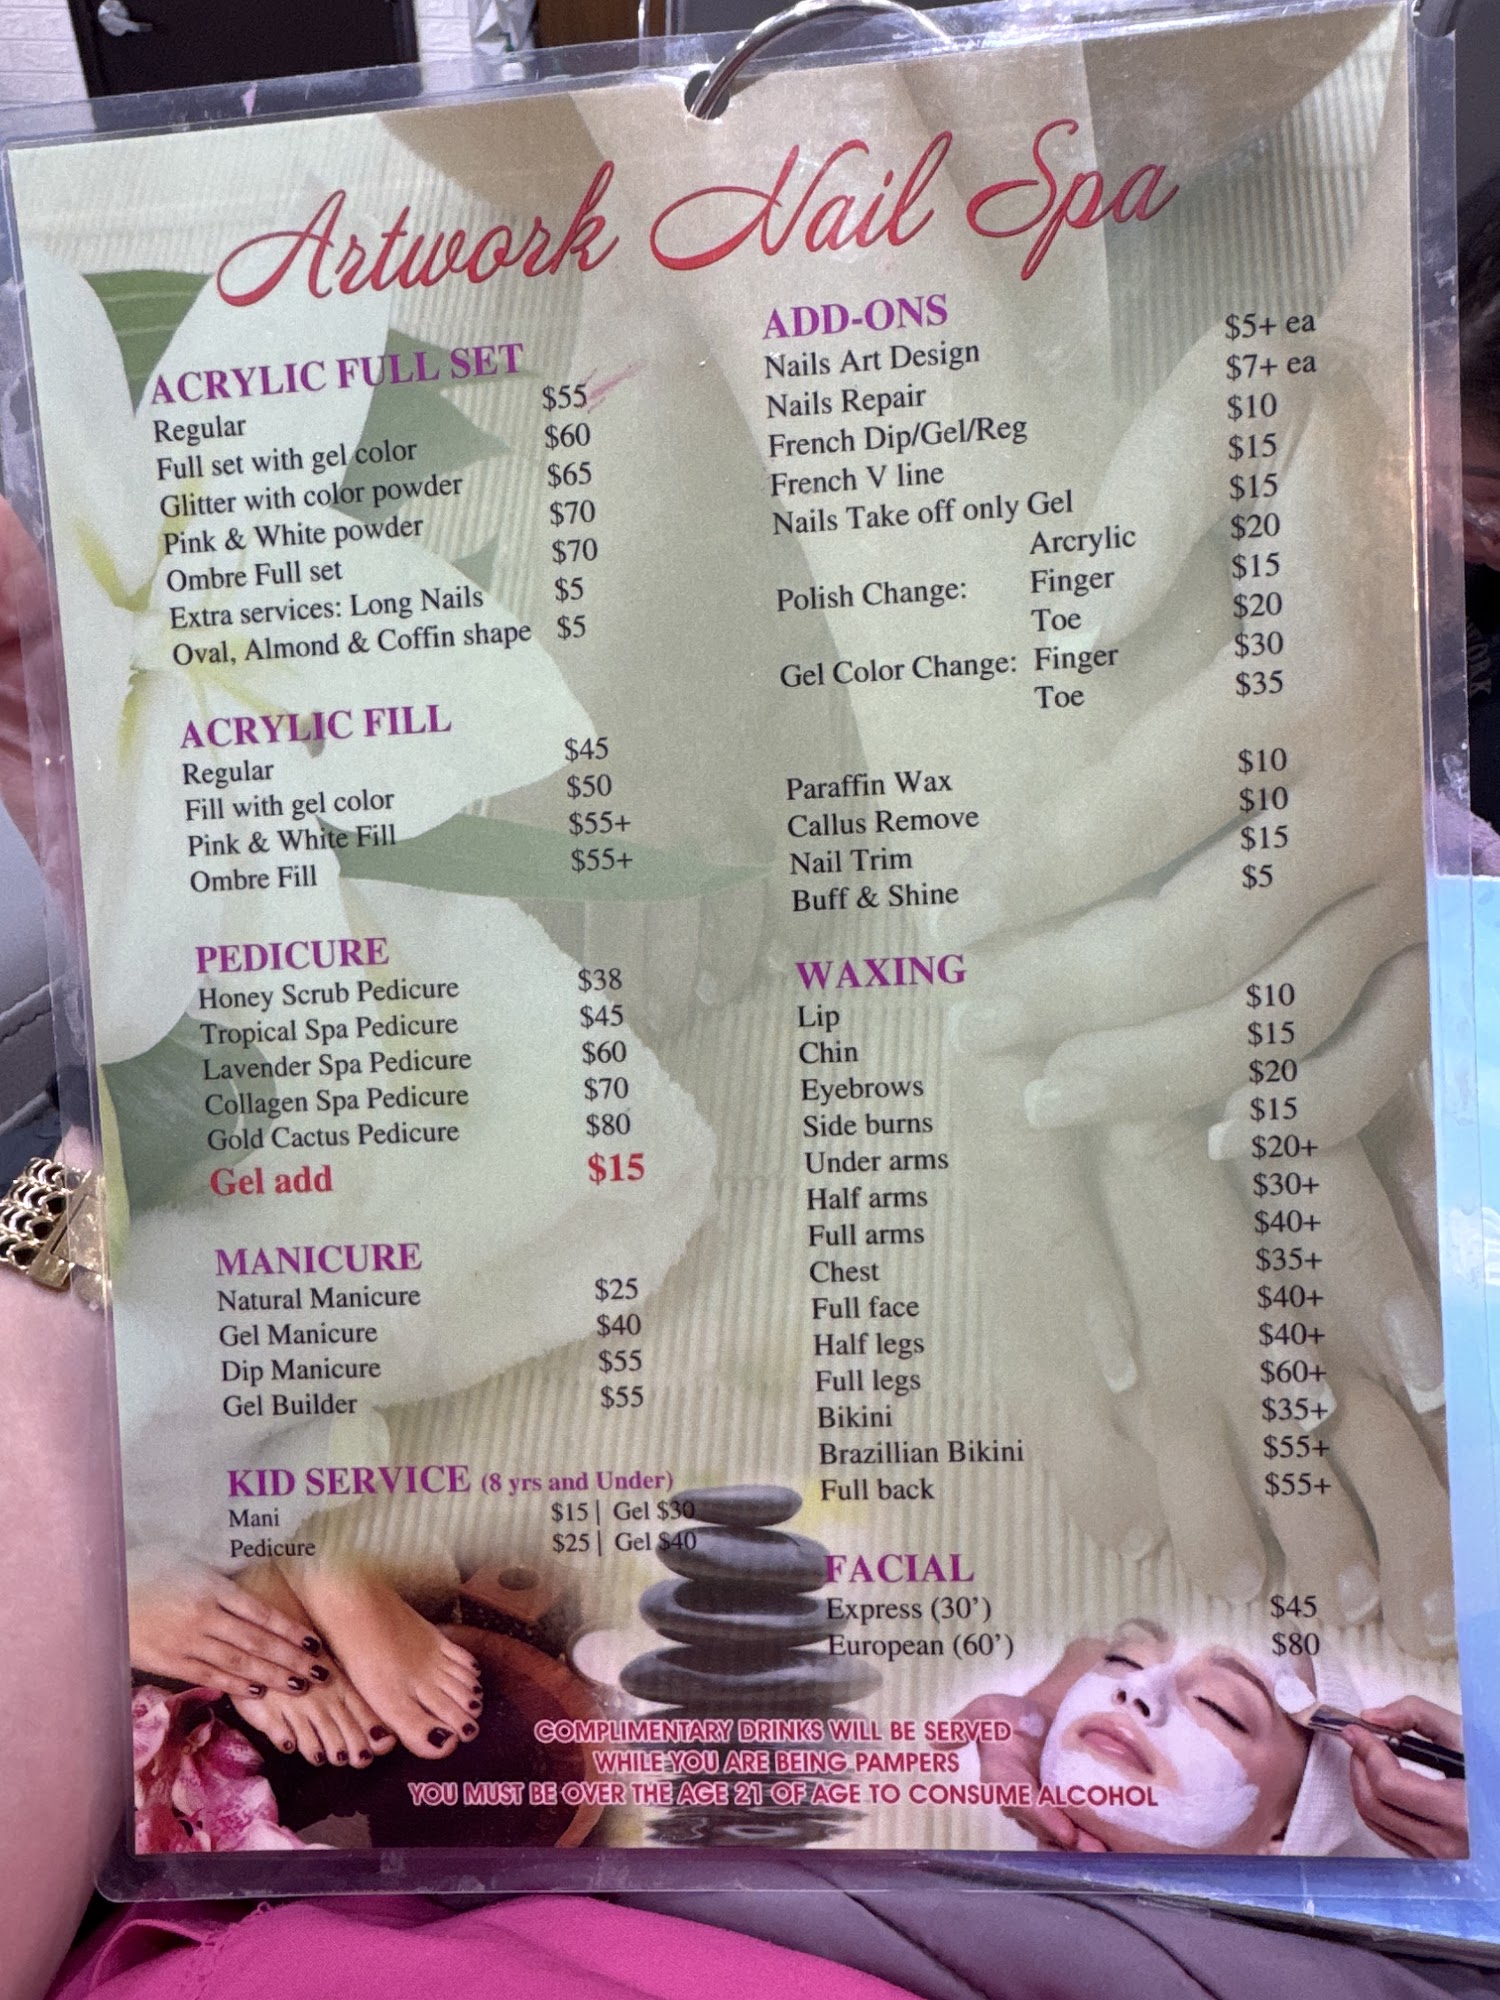 Artwork Nail Spa
ACRYLIC FULL SET
Regular $55
Full set with gel color $60
Glitter with color powder $65
Pink & White powder $70
Ombre Full set $70
Extra services: Long Nails $5
Oval, Almond & Coffin shape $5
ACRYLIC FILL
Regular $45
Fill with gel color $50
Pink & White Fill $55+
Ombre Fill $55+
PEDICURE
Honey Scrub Pedicure $38
Tropical Spa Pedicure $45
Lavender Spa Pedicure $60
Collagen Spa Pedicure $70
Gold Cactus Pedicure $80
Gel add $15
MANICURE
Natural Manicure $25
Gel Manicure $40
Dip Manicure $55
Gel Builder $55
KID SERVICE (8 yrs and Under)
Mani $15 | Gel $30
Pedicure $25 | Gel $40
ADD-ONS
Nails Art Design $5+ ea
Nails Repair $7+ ea
French Dip/Gel/Reg $10
French V line $15
Nails Take off only Gel $15
Arcrylic $20
Polish Change: Finger $15
Toe $20
Gel Color Change: Finger $30
Toe $35
Paraffin Wax $10
Callus Remove $10
Nail Trim $15
Buff & Shine $5
WAXING
Lip $10
Chin $15
Eyebrows $20
Side burns $15
Under arms $20+
Half arms $30+
Full arms $40+
Chest $35+
Full face $40+
Half legs $40+
Full legs $60+
Bikini $35+
Brazillian Bikini $55+
Full back $55+
FACIAL
Express (30') $45
European (60') $80
COMPLIMENTARY DRINKS WILL BE SERVED
WHILE YOU ARE BEING PAMPERS
YOU MUST BE OVER THE AGE 21 OF AGE TO CONSUME ALCOHOL